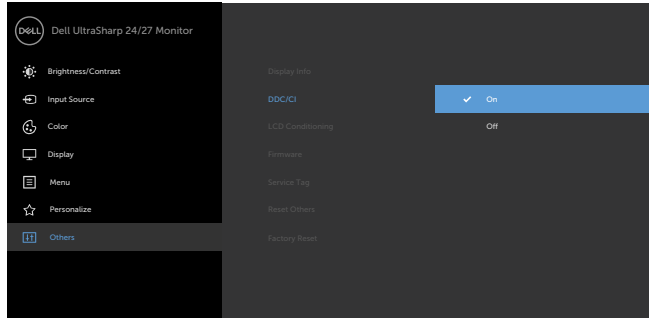 DELL Dell UltraSharp 24/27 Monitor
Brightness/Contrast
Input Source
Color
Display
Menu
Personalize
Others
Display Info
DDC/CI
LCD Conditioning
Firmware
Service Tag
Reset Others
Factory Reset
On
Off